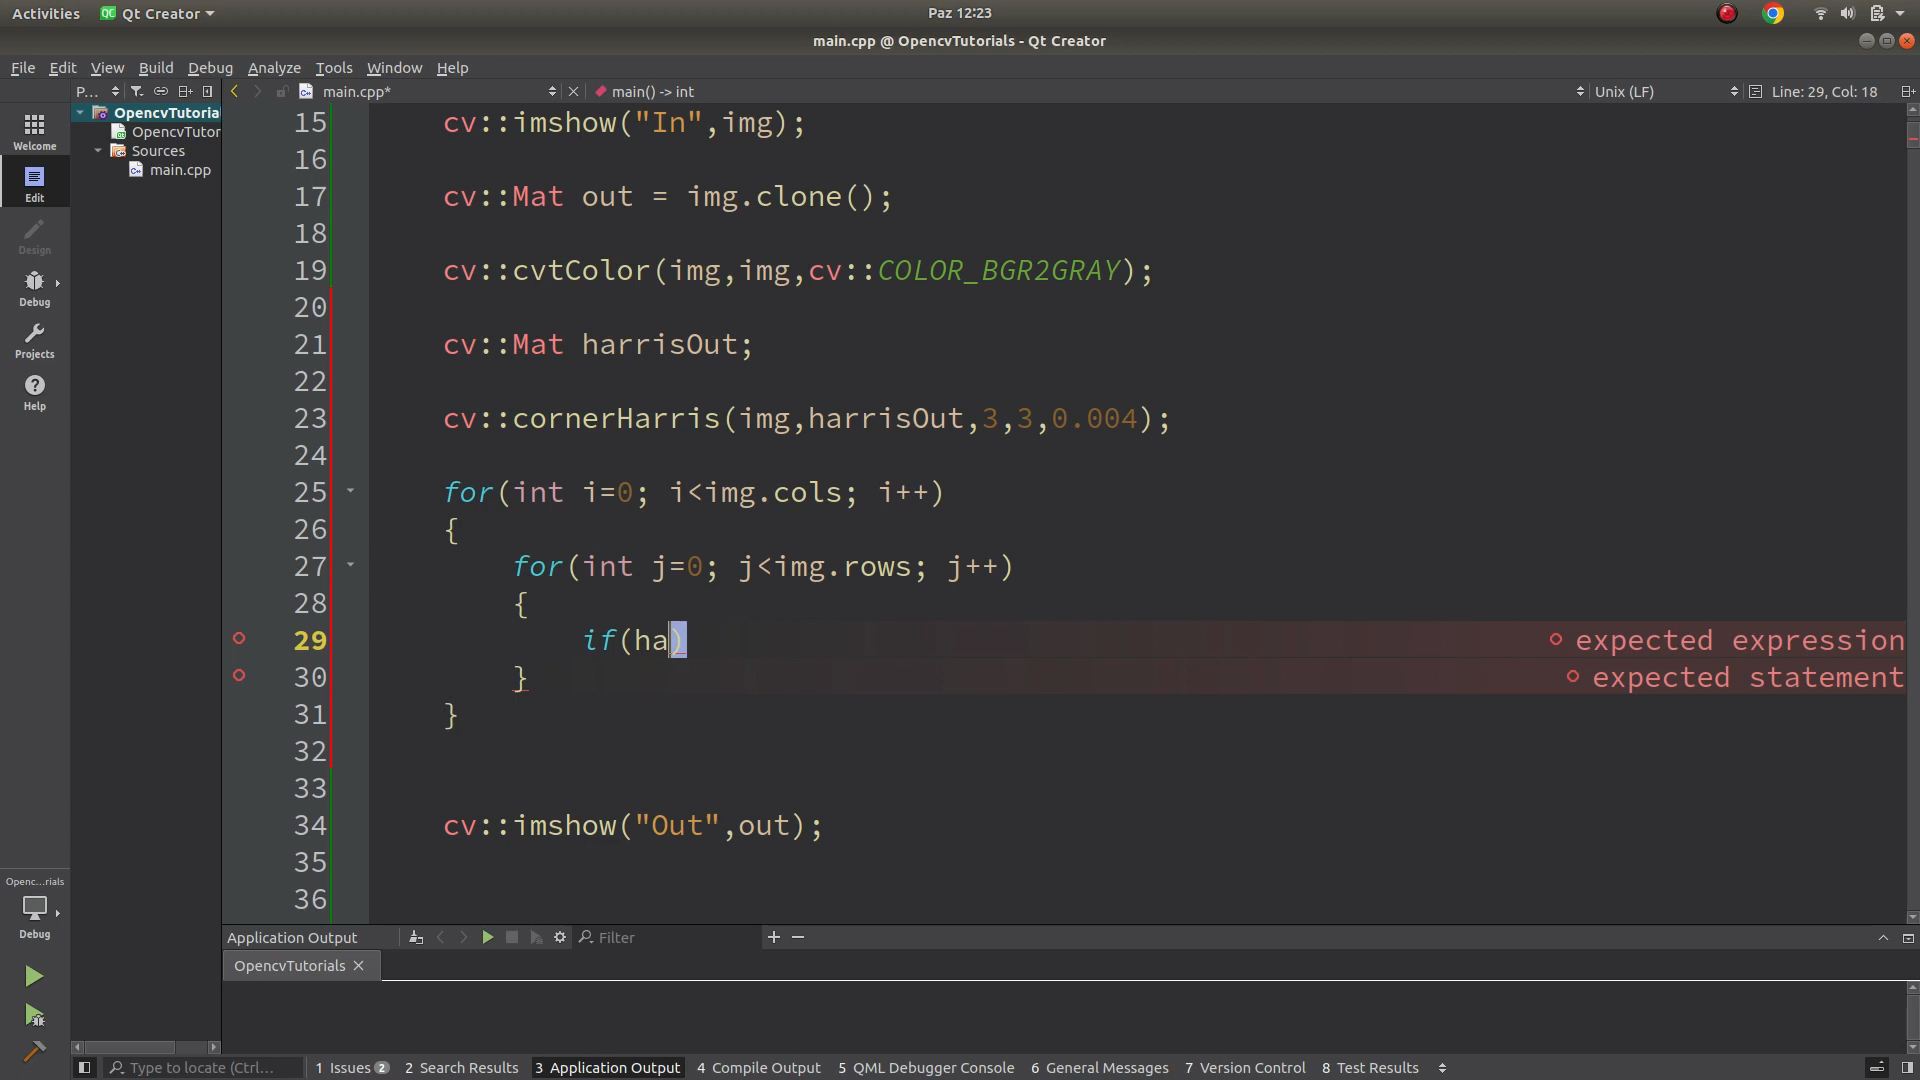 Activities Qt Creator Paz 12:23
main.cpp @ OpencvTutorials - Qt Creator
File Edit View Build Debug Analyze Tools Window Help
P... main.cpp* main() -> int Unix (LF) Line: 29, Col: 18
Welcome
Edit
Design
Debug
Projects
Help
Openc...rials
Debug
OpencvTutoria
OpencvTutor
Sources
main.cpp
15 cv::imshow("In",img);
16
17 cv::Mat out = img.clone();
18
19 cv::cvtColor(img,img,cv::COLOR_BGR2GRAY);
20
21 cv::Mat harrisOut;
22
23 cv::cornerHarris(img,harrisOut,3,3,0.004);
24
25 for(int i=0; i<img.cols; i++)
26 {
27 for(int j=0; j<img.rows; j++)
28 {
29 if(ha) expected expression
30 } expected statement
31 }
32
33
34 cv::imshow("Out",out);
35
36
Application Output Filter
OpencvTutorials
Type to locate (Ctrl... 1 Issues 2 2 Search Results 3 Application Output 4 Compile Output 5 QML Debugger Console 6 General Messages 7 Version Control 8 Test Results